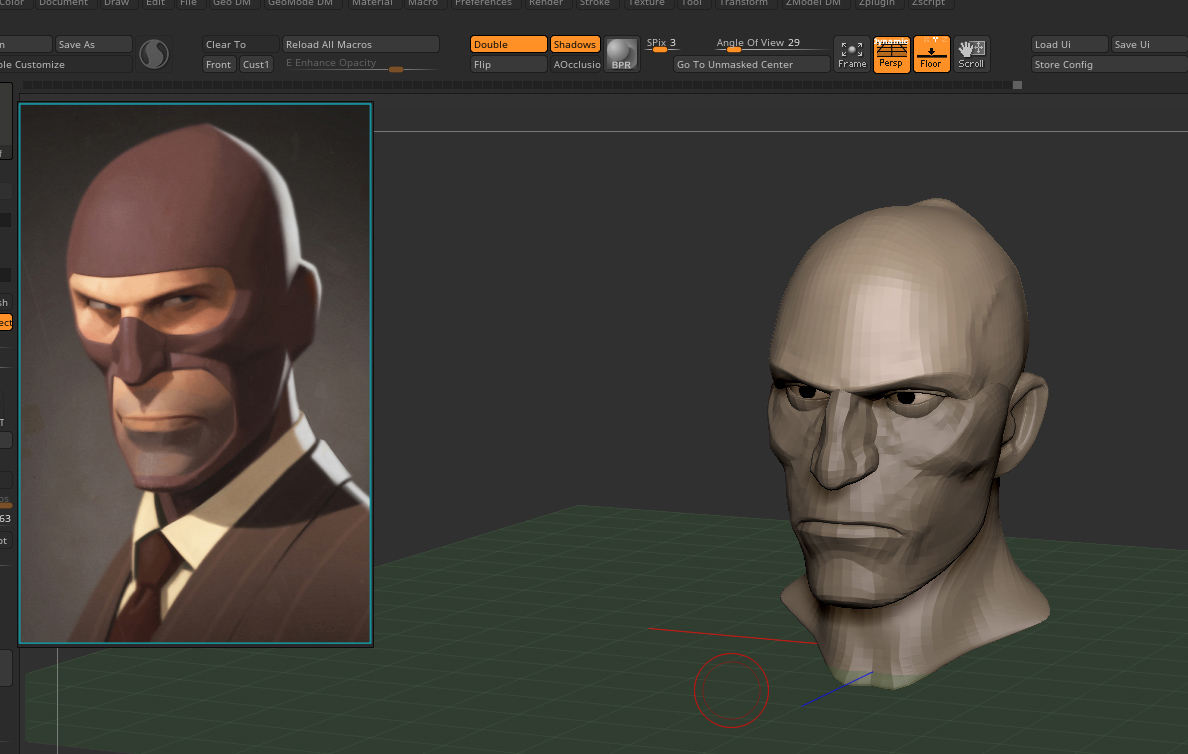 Color Document Draw Edit File Geo DM GeoMode DM Material Macro Preferences Render Stroke Texture Tool Transform ZModel DM Zplugin Zscript
n Save As Clear To Reload All Macros Double Shadows SPix 3 Angle Of View 29 Dynamic Load Ui Save Ui
ble Customize Front Cust1 E Enhance Opacity Flip AOcclusio BPR Go To Unmasked Center Frame Persp Floor Scroll Store Config
f
sh
ect
T
os
63
pt